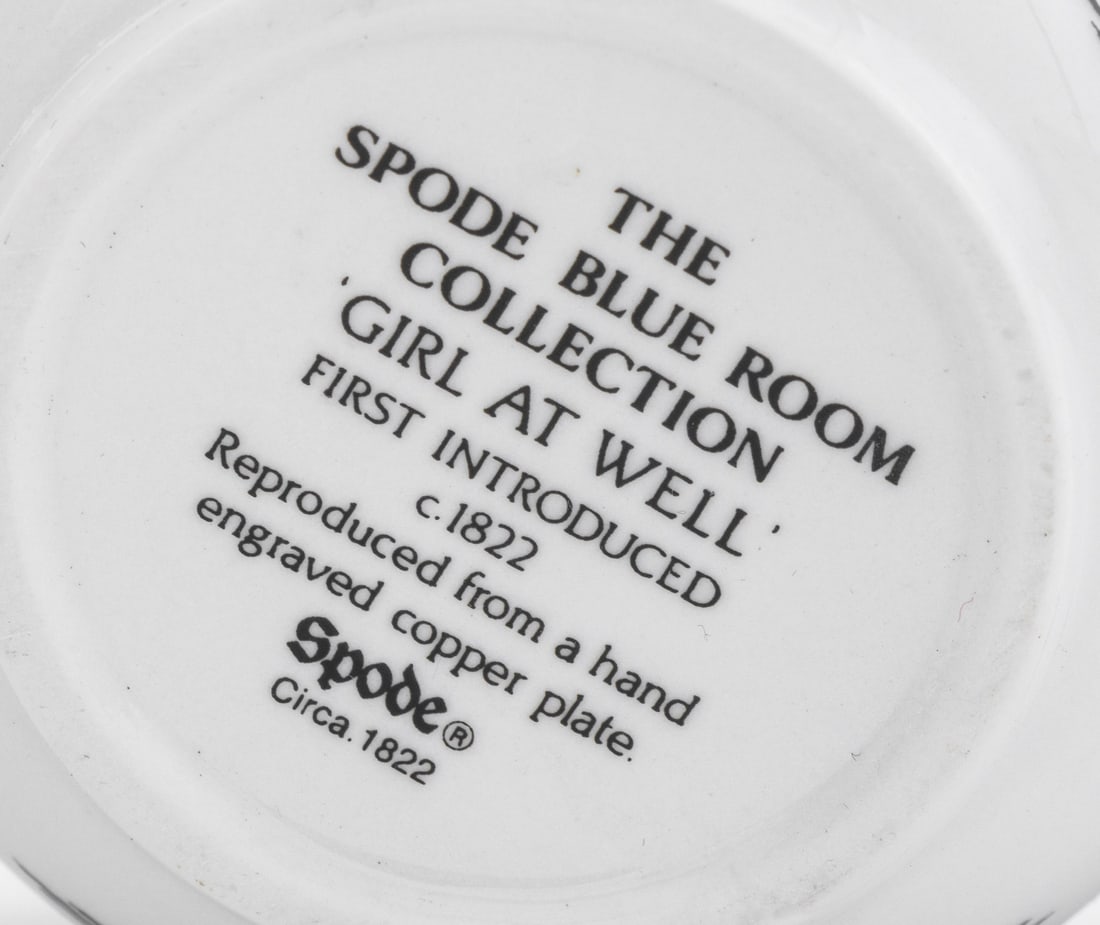 THE
SPODE BLUE ROOM
COLLECTION
'GIRL AT WELL'
FIRST INTRODUCED
c.1822
Reproduced from a hand
engraved copper plate.
Spode®
Circa. 1822